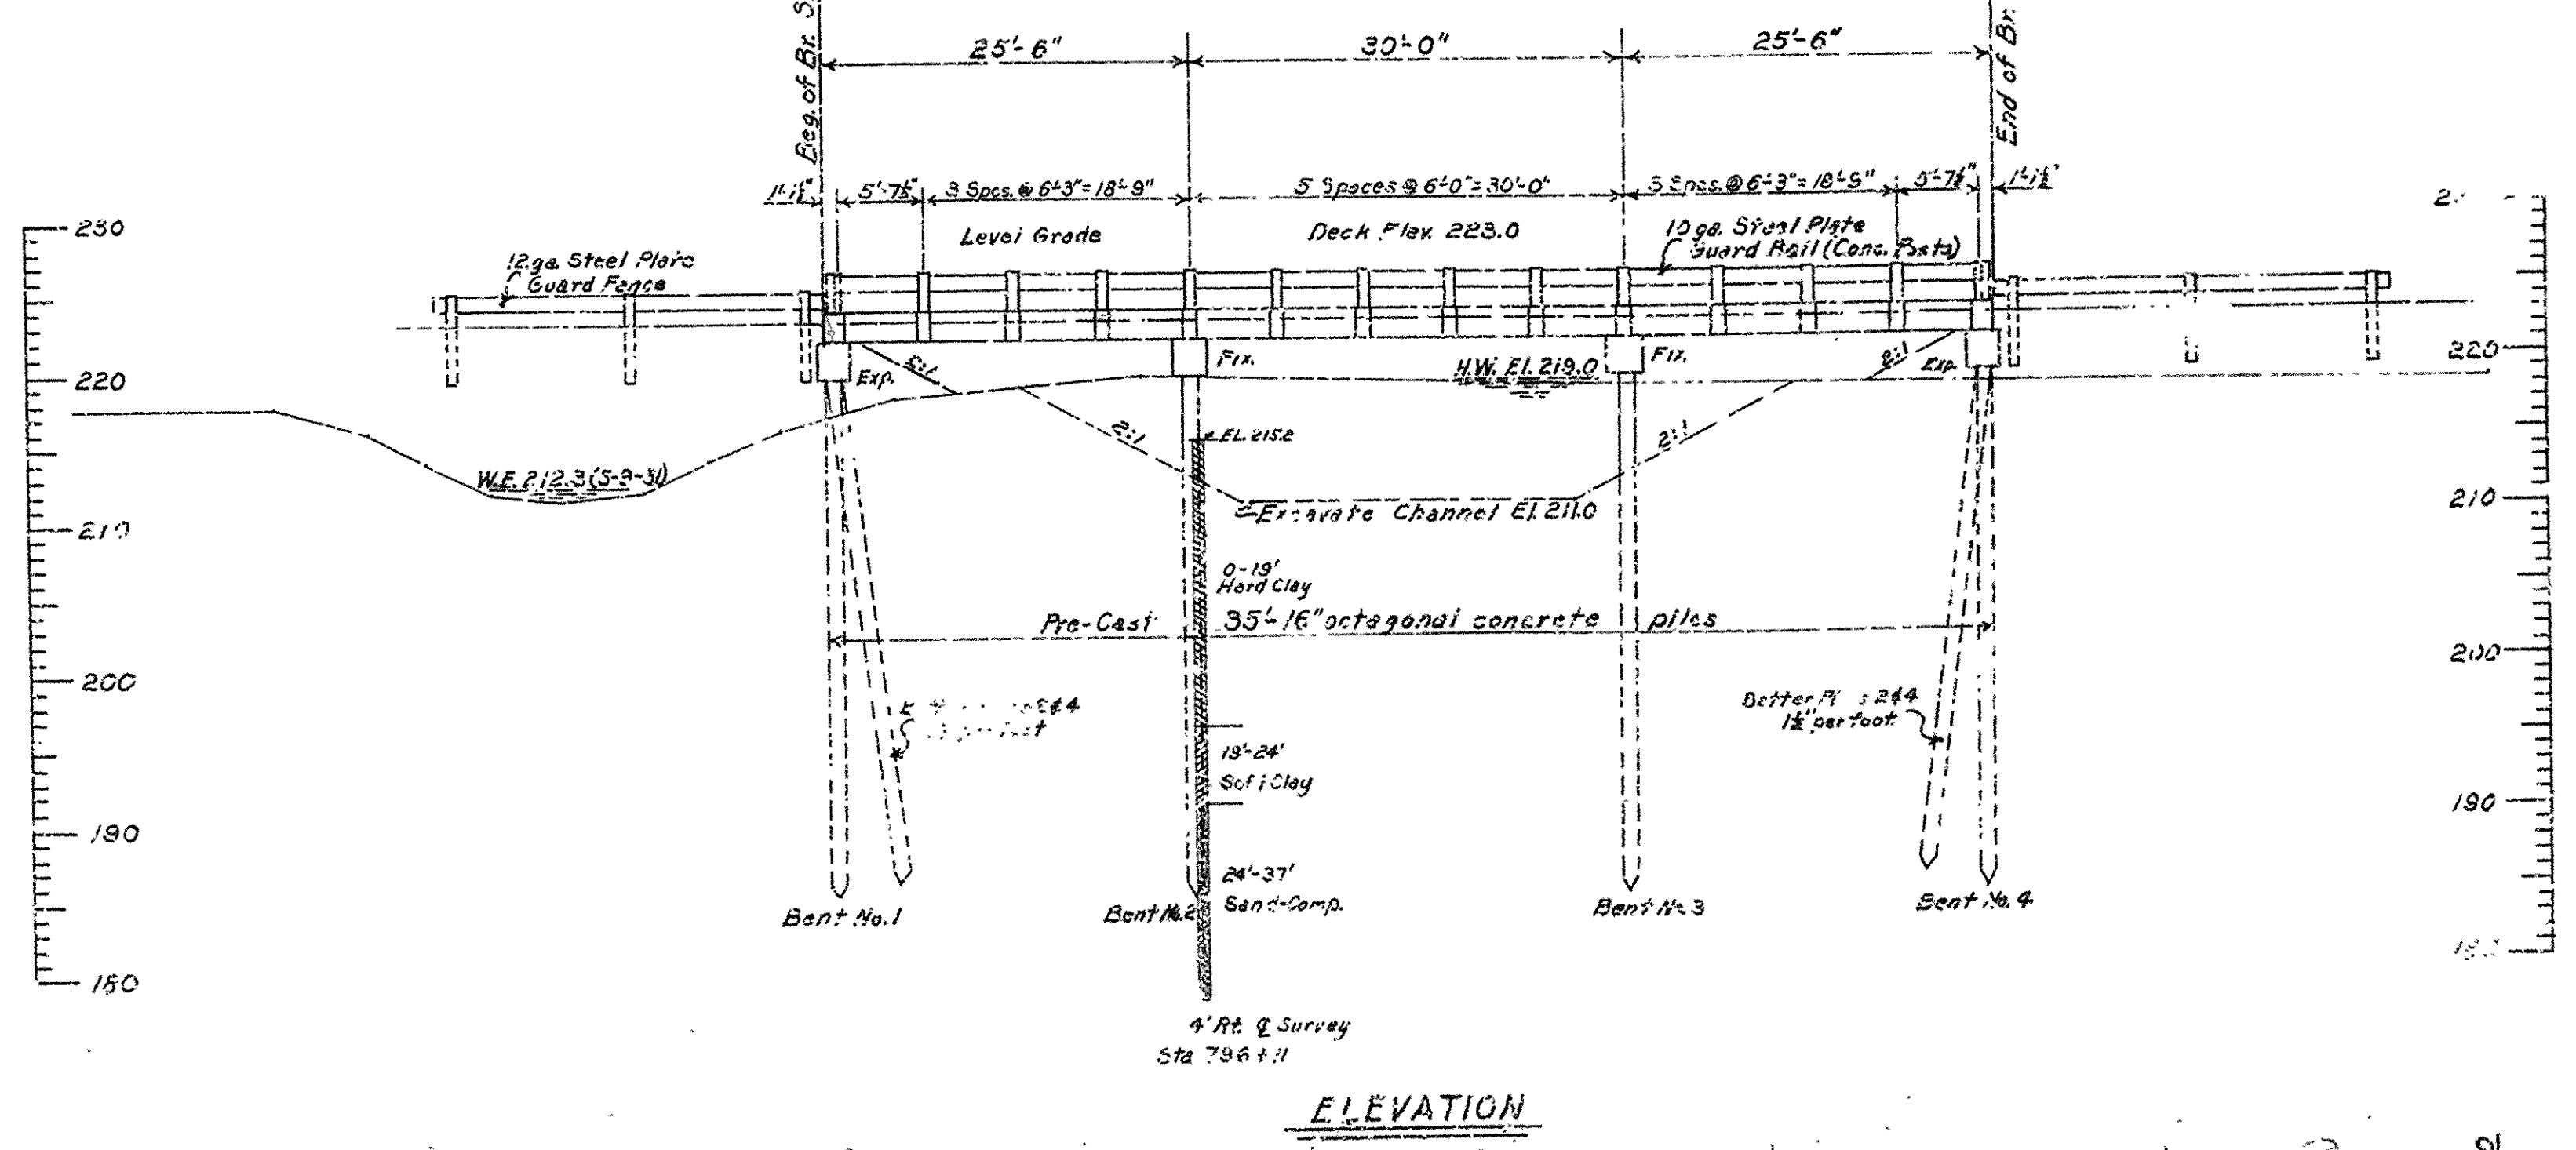 Beg. of Br. S
25'-6"
30'-0"
25'-6"
End of Br.
1'-1½"
5'-7½"
3 Spcs. @ 6'-3" = 18'-9"
5 Spaces @ 6'-0" = 30'-0"
3 Spcs. @ 6'-3" = 18'-9"
5'-7½"
1'-1½"
230
Level Grade
Deck Elev. 223.0
10 ga. Steel Plate
Guard Rail (Conc. Posts)
12 ga. Steel Plate
Guard Fence
220
Exp.
2:1
Fix.
H.W. El. 219.0
Fix.
2:1
Exp.
220
2:1
El. 215.2
2:1
W.E. 212.3 (5-9-51)
Excavate Channel El. 211.0
210
210
0-19'
Hard Clay
Pre-Cast 35'-16" octagonal concrete piles
200
200
2&4
Batter 2&4
1½" per foot
19'-24'
Soft Clay
190
190
24'-37'
Sand-Comp.
Bent No. 1
Bent No. 2
Bent No. 3
Bent No. 4
180
180
4' Rt. ℄ Survey
Sta 796+11
ELEVATION
2